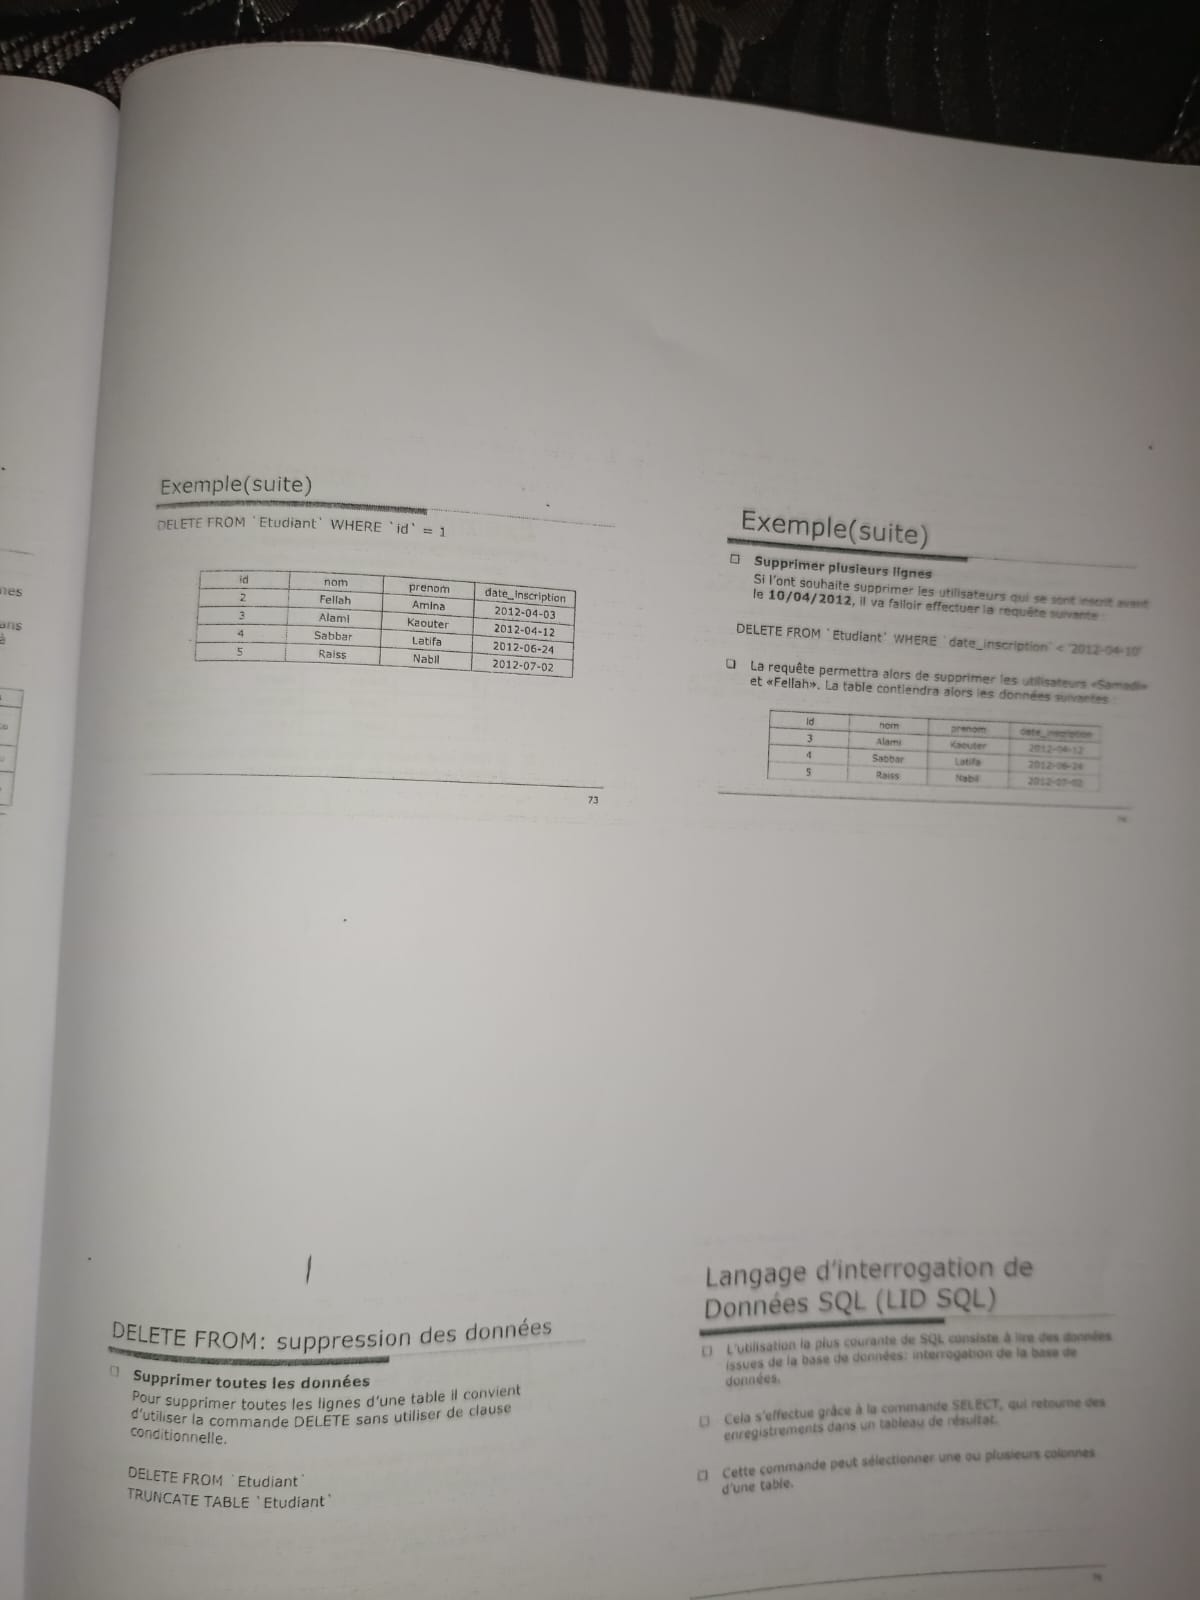 nes
ans
à
Exemple(suite)
DELETE FROM `Etudiant` WHERE `id` = 1
id nom prenom date_inscription
2 Fellah Amina 2012-04-03
3 Alami Kaouter 2012-04-12
4 Sabbar Latifa 2012-06-24
5 Raiss Nabil 2012-07-02
73
Exemple(suite)
Supprimer plusieurs lignes
Si l'ont souhaite supprimer les utilisateurs qui se sont inscrit avant
le 10/04/2012, il va falloir effectuer la requête suivante
DELETE FROM `Etudiant` WHERE `date_inscription` < '2012-04-10'
La requête permettra alors de supprimer les utilisateurs «Samadi»
et «Fellah». La table contiendra alors les données suivantes :
id nom prenom date_inscription
3 Alami Kaouter 2012-04-12
4 Sabbar Latifa 2012-06-24
5 Raiss Nabil 2012-07-02
DELETE FROM: suppression des données
Supprimer toutes les données
Pour supprimer toutes les lignes d'une table il convient
d'utiliser la commande DELETE sans utiliser de clause
conditionnelle.
DELETE FROM `Etudiant`
TRUNCATE TABLE `Etudiant`
Langage d'interrogation de
Données SQL (LID SQL)
L'utilisation la plus courante de SQL consiste à lire des données
issues de la base de données: interrogation de la base de
données.
Cela s'effectue grâce à la commande SELECT, qui retourne des
enregistrements dans un tableau de résultat.
Cette commande peut sélectionner une ou plusieurs colonnes
d'une table.